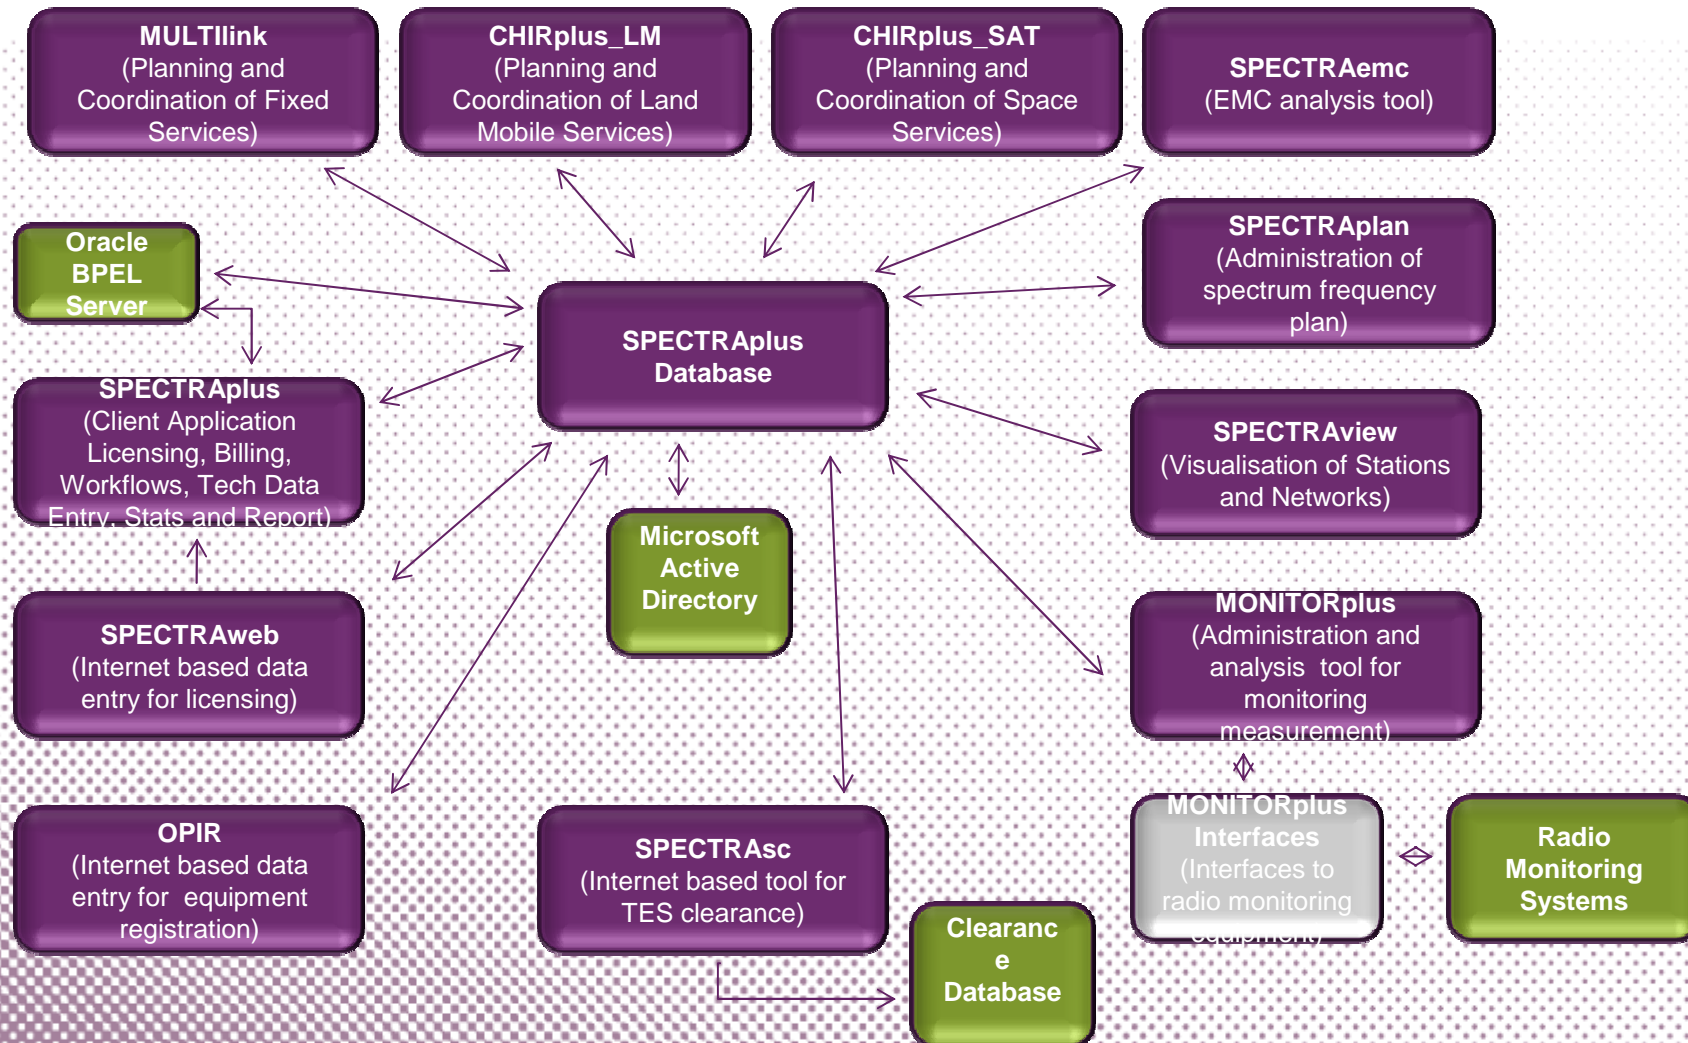 MULTIlink
(Planning and
Coordination of Fixed
Services)
CHIRplus_LM
(Planning and
Coordination of Land
Mobile Services)
CHIRplus_SAT
(Planning and
Coordination of Space
Services)
SPECTRAemc
(EMC analysis tool)
Oracle
BPEL
Server
SPECTRAplan
(Administration of
spectrum frequency
plan)
SPECTRAplus
Database
SPECTRAplus
(Client Application
Licensing, Billing,
Workflows, Tech Data
Entry, Stats and Report)
SPECTRAview
(Visualisation of Stations
and Networks)
Microsoft
Active
Directory
SPECTRAweb
(Internet based data
entry for licensing)
MONITORplus
(Administration and
analysis tool for
monitoring
measurement)
OPIR
(Internet based data
entry for equipment
registration)
SPECTRAsc
(Internet based tool for
TES clearance)
MONITORplus
Interfaces
(Interfaces to
radio monitoring
equipment)
Radio
Monitoring
Systems
Clearanc
e
Database